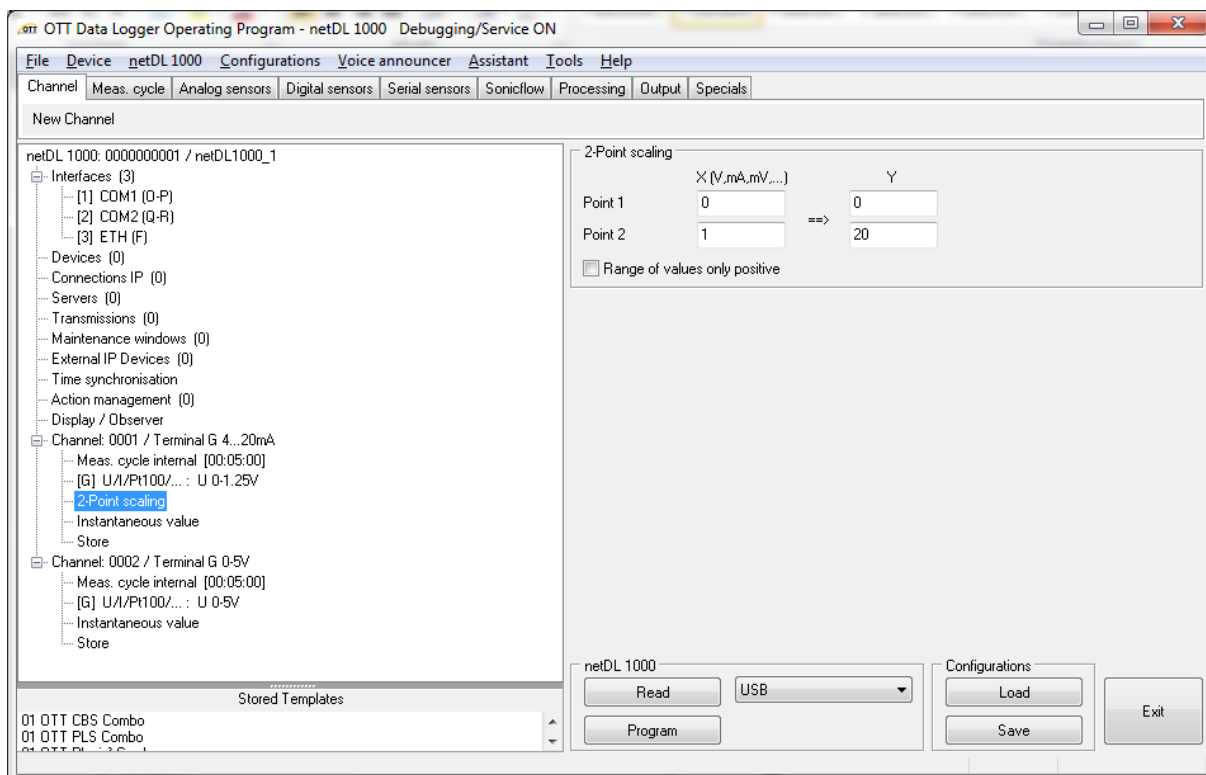 OTT Data Logger Operating Program - netDL 1000   Debugging/Service ON
File Device netDL 1000 Configurations Voice announcer Assistant Tools Help
Channel Meas. cycle Analog sensors Digital sensors Serial sensors Sonicflow Processing Output Specials
New Channel
netDL 1000: 0000000001 / netDL1000_1
Interfaces (3)
[1] COM1 (O-P)
[2] COM2 (Q-R)
[3] ETH (F)
Devices (0)
Connections IP (0)
Servers (0)
Transmissions (0)
Maintenance windows (0)
External IP Devices (0)
Time synchronisation
Action management (0)
Display / Observer
Channel: 0001 / Terminal G 4...20mA
Meas. cycle internal [00:05:00]
[G] U/I/Pt100/... : U 0-1.25V
2-Point scaling
Instantaneous value
Store
Channel: 0002 / Terminal G 0-5V
Meas. cycle internal [00:05:00]
[G] U/I/Pt100/... : U 0-5V
Instantaneous value
Store
Stored Templates
01 OTT CBS Combo
01 OTT PLS Combo
2-Point scaling
X (V,mA,mV,...) Y
Point 1 0 ==> 0
Point 2 1 20
Range of values only positive
netDL 1000
Read USB
Program
Configurations
Load
Save
Exit